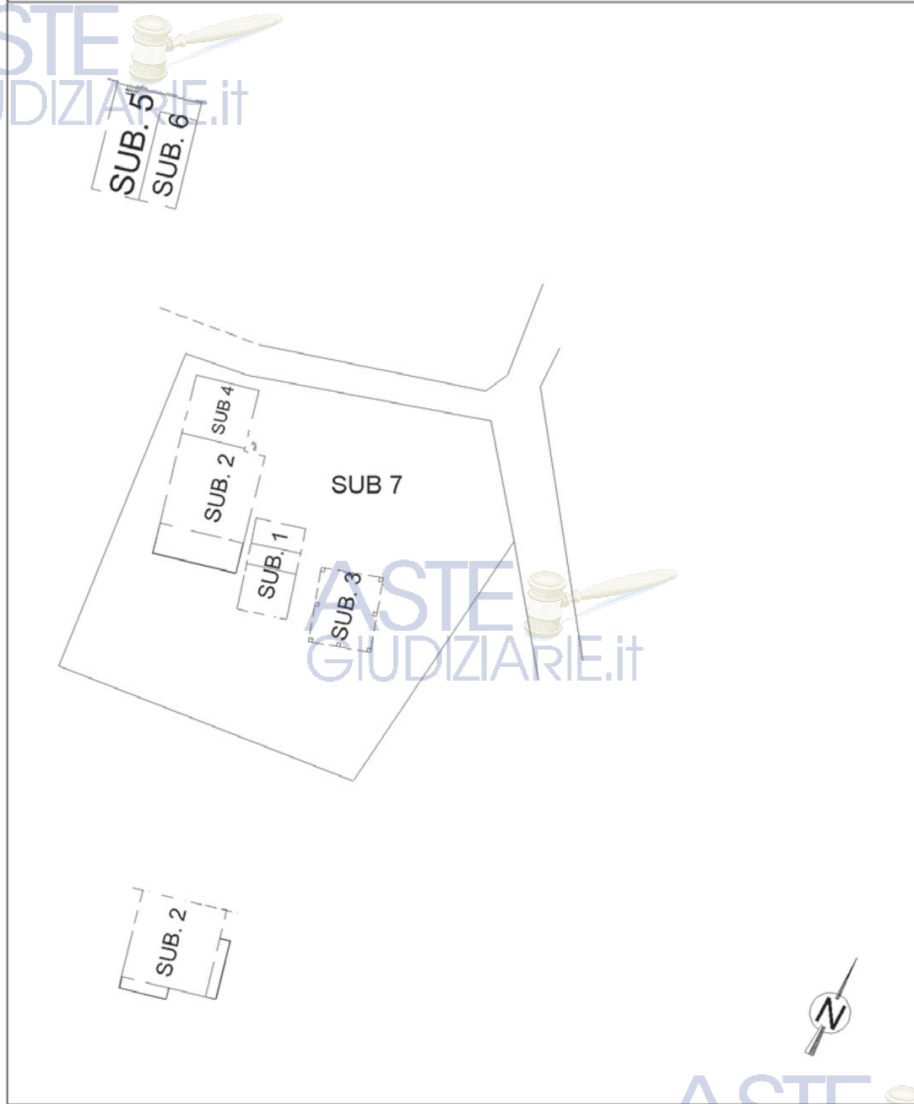 ASTE
GIUDIZIARIE.it
SUB. 5
SUB. 6
SUB 4
SUB. 2
SUB 7
SUB. 1
SUB. 3
ASTE
GIUDIZIARIE.it
SUB. 2
N
ASTE